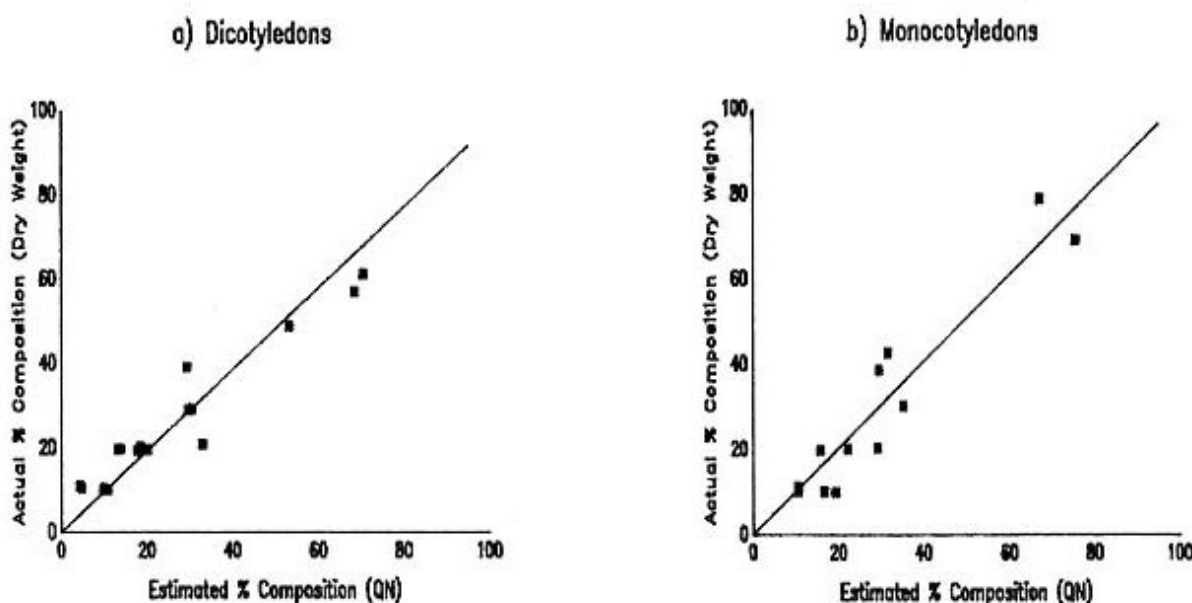 a) Dicotyledons
100
80
60
40
20
0
Actual % Composition (Dry Weight)
0 20 40 60 80 100
Estimated % Composition (QN)
b) Monocotyledons
100
80
60
40
20
0
Actual % Composition (Dry Weight)
0 20 40 60 80 100
Estimated % Composition (QN)